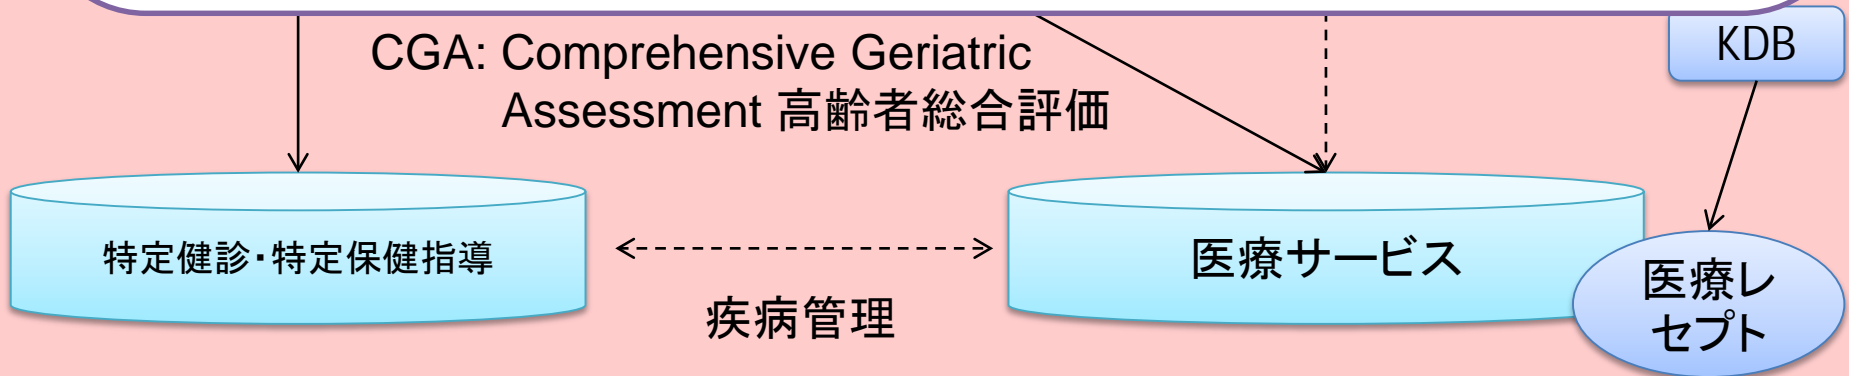 KDB
CGA: Comprehensive Geriatric
Assessment 高齢者総合評価
特定健診・特定保健指導
医療サービス
医療レ
セプト
疾病管理